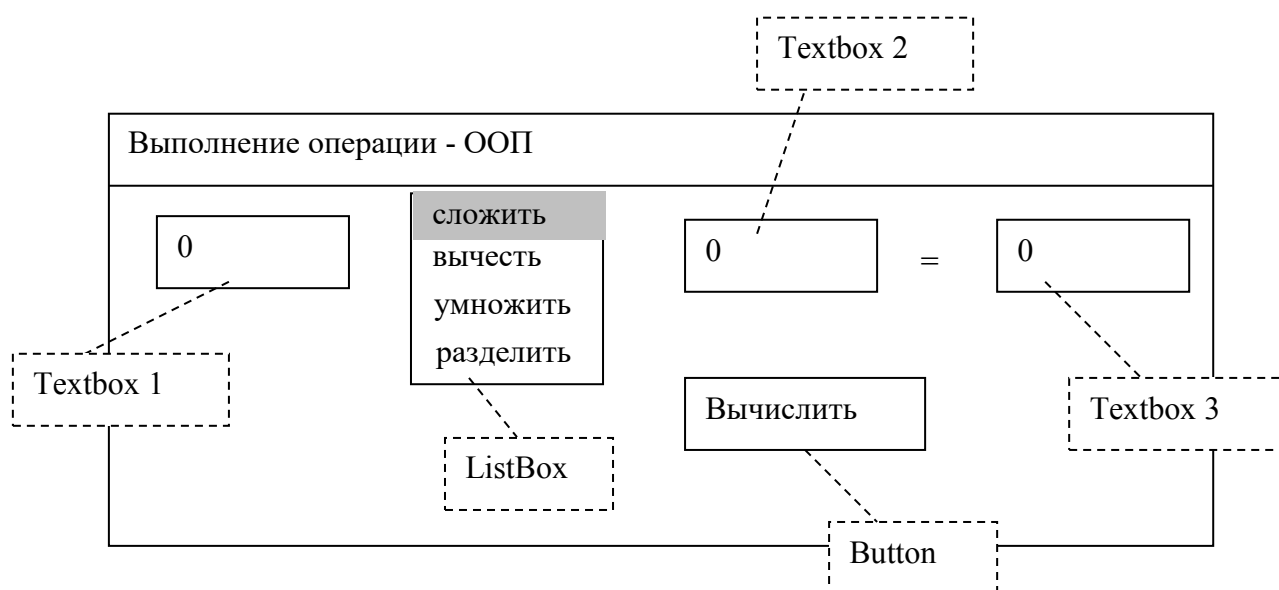 Textbox 2
Выполнение операции - ООП
0
сложить
вычесть
умножить
разделить
0
=
0
Textbox 1
Вычислить
Textbox 3
ListBox
Button